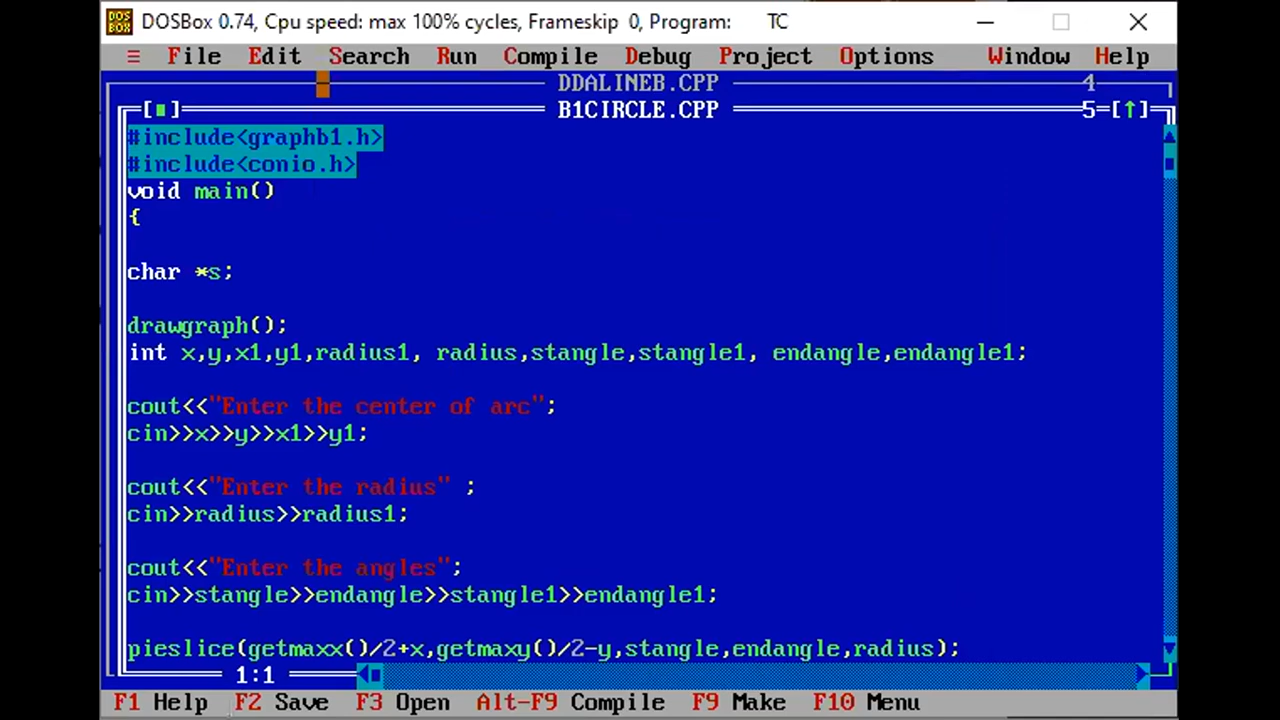 DOSBox 0.74, Cpu speed: max 100% cycles, Frameskip 0, Program: TC
≡ File Edit Search Run Compile Debug Project Options Window Help
DDALINEB.CPP 4
[■] B1CIRCLE.CPP 5=[↑]
#include<graphb1.h>
#include<conio.h>
void main()
{
char *s;
drawgraph();
int x,y,x1,y1,radius1, radius,stangle,stangle1, endangle,endangle1;
cout<<"Enter the center of arc";
cin>>x>>y>>x1>>y1;
cout<<"Enter the radius" ;
cin>>radius>>radius1;
cout<<"Enter the angles";
cin>>stangle>>endangle>>stangle1>>endangle1;
pieslice(getmaxx()/2+x,getmaxy()/2-y,stangle,endangle,radius);
1:1
F1 Help F2 Save F3 Open Alt-F9 Compile F9 Make F10 Menu